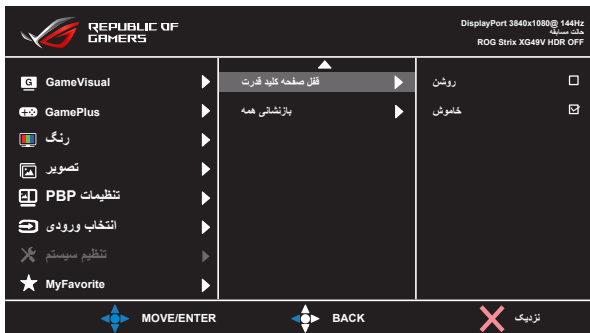 REPUBLIC OF
GAMERS
DisplayPort 3840x1080@ 144Hz
حالت مسابقه
ROG Strix XG49V HDR OFF
GameVisual
GamePlus
رنگ
تصویر
تنظیمات PBP
انتخاب ورودی
تنظیم سیستم
MyFavorite
قفل صفحه کلید قدرت
بازنشانی همه
روشن
خاموش
MOVE/ENTER
BACK
نزدیک